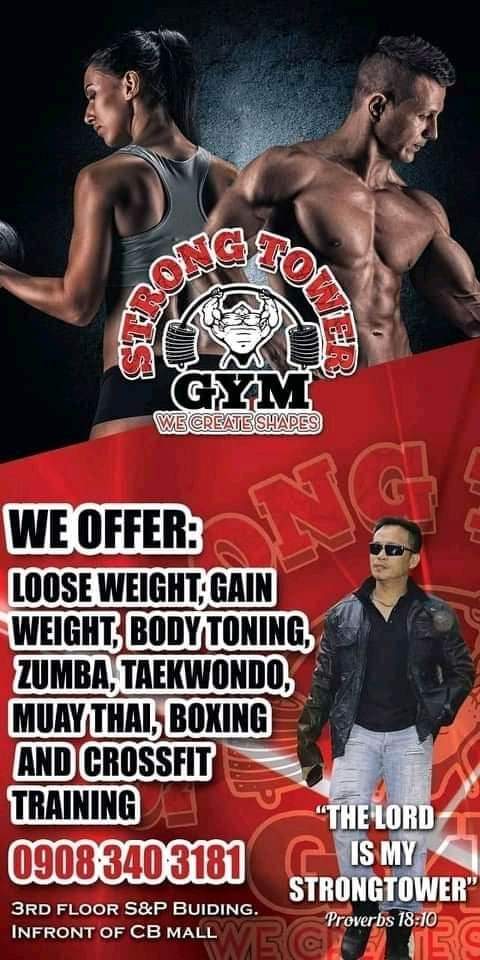 STRONG TOWER
GYM
WE CREATE SHAPES
WE OFFER:
LOOSE WEIGHT, GAIN
WEIGHT, BODY TONING,
ZUMBA, TAEKWONDO,
MUAY THAI, BOXING
AND CROSSFIT
TRAINING
0908 340 3181
3RD FLOOR S&P BUIDING.
INFRONT OF CB MALL
“THE LORD
IS MY
STRONGTOWER”
Proverbs 18:10